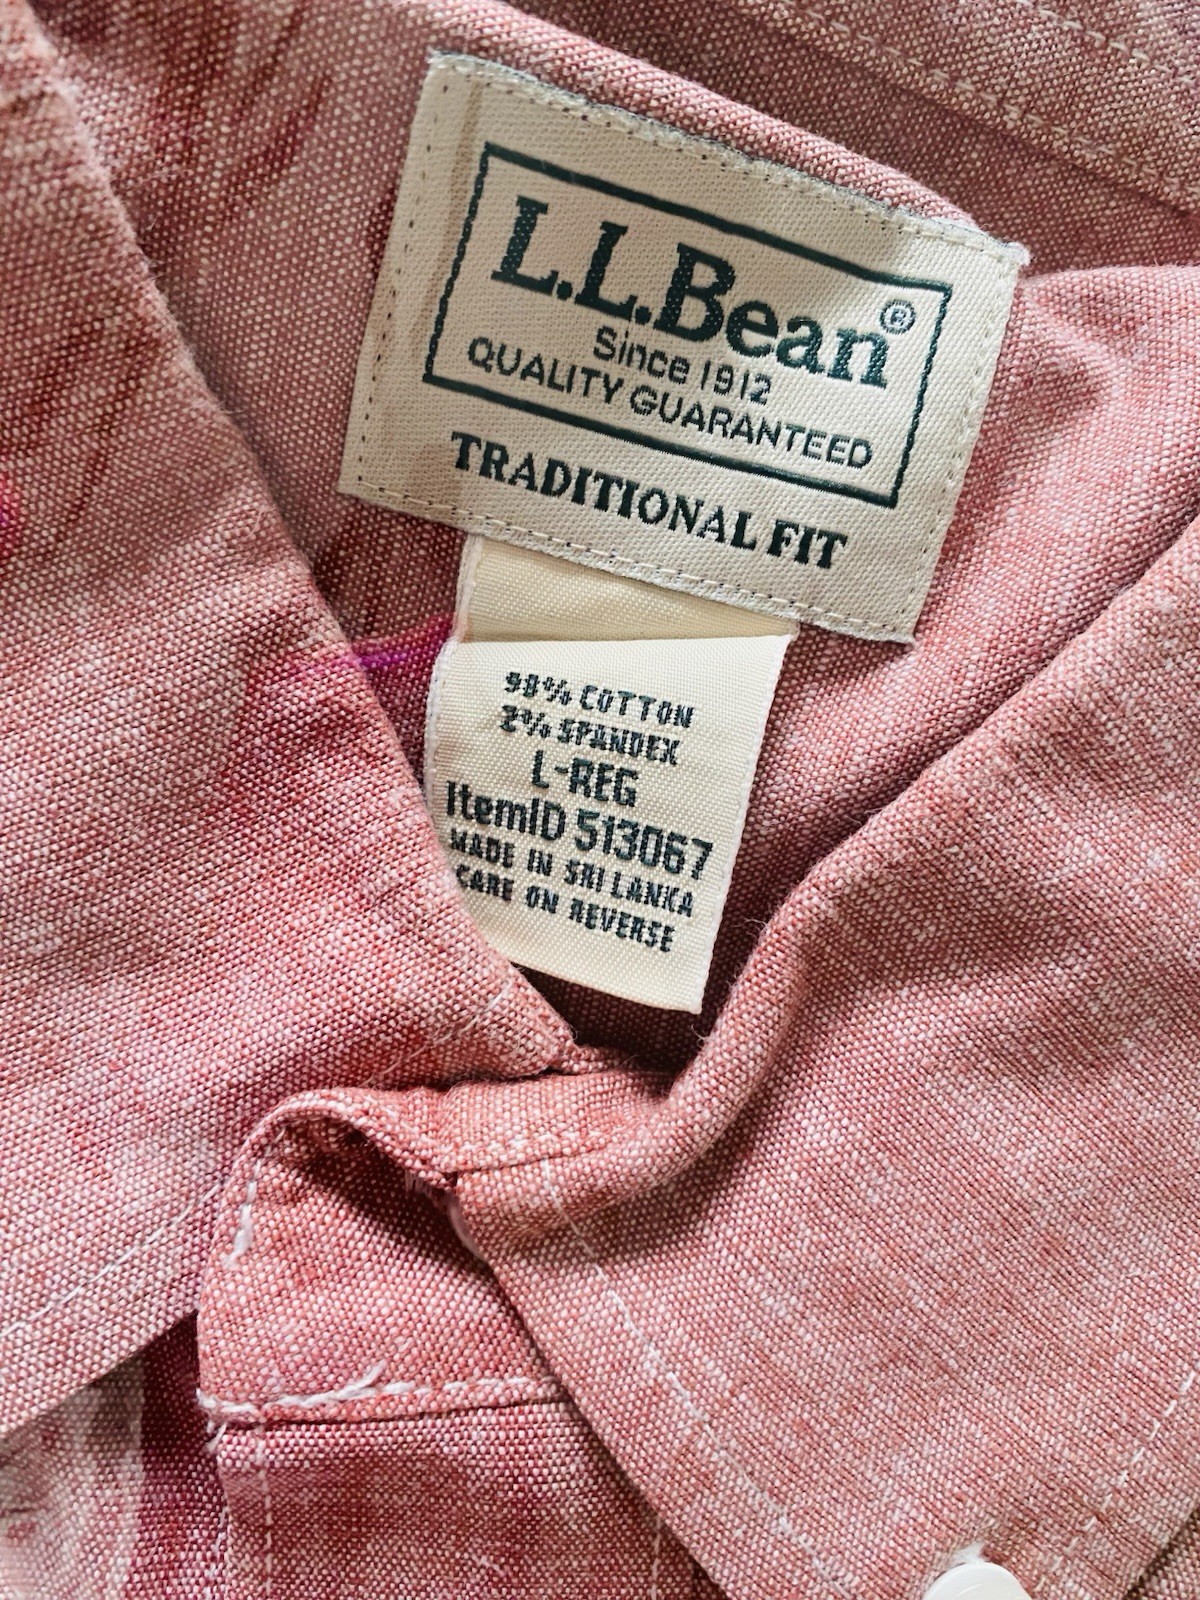 L.L.Bean®
Since 1912
QUALITY GUARANTEED
TRADITIONAL FIT
98% COTTON
2% SPANDEX
L-REG
ItemID 513067
MADE IN SRI LANKA
CARE ON REVERSE